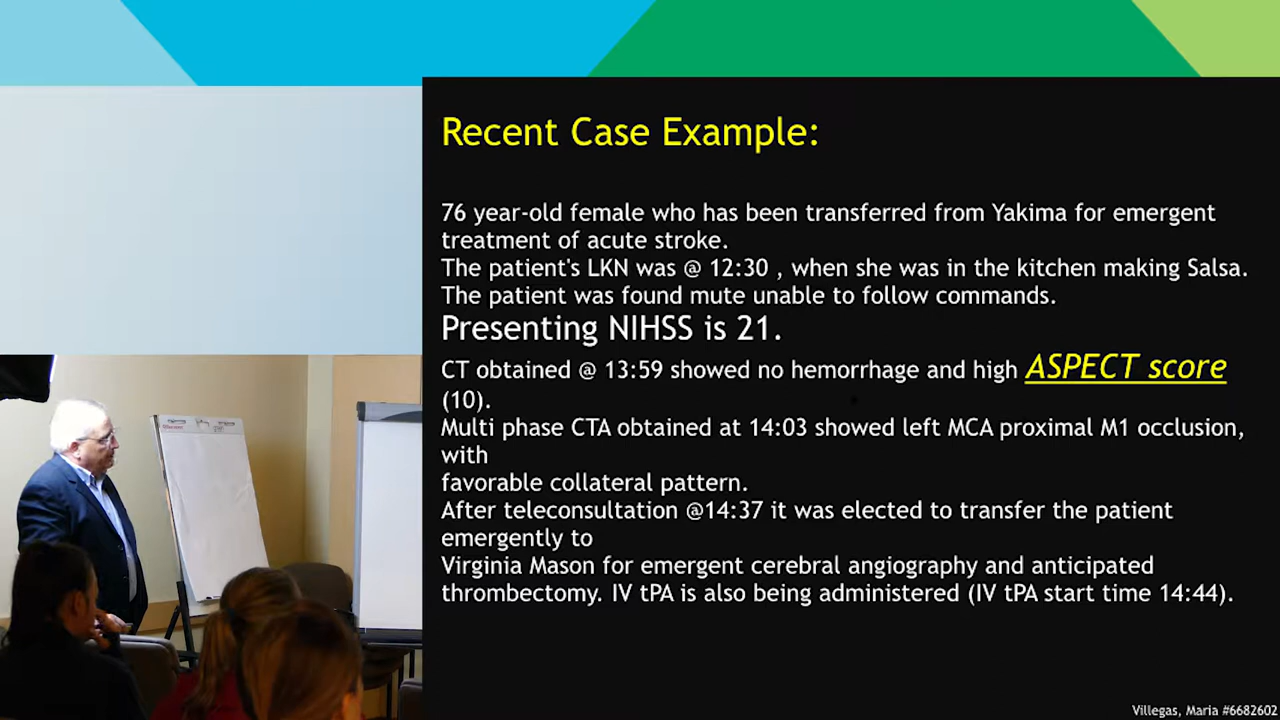 Recent Case Example:
76 year-old female who has been transferred from Yakima for emergent
treatment of acute stroke.
The patient's LKN was @ 12:30 , when she was in the kitchen making Salsa.
The patient was found mute unable to follow commands.
Presenting NIHSS is 21.
CT obtained @ 13:59 showed no hemorrhage and high ASPECT score
(10).
Multi phase CTA obtained at 14:03 showed left MCA proximal M1 occlusion,
with
favorable collateral pattern.
After teleconsultation @14:37 it was elected to transfer the patient
emergently to
Virginia Mason for emergent cerebral angiography and anticipated
thrombectomy. IV tPA is also being administered (IV tPA start time 14:44).
Villegas, Maria #6682602